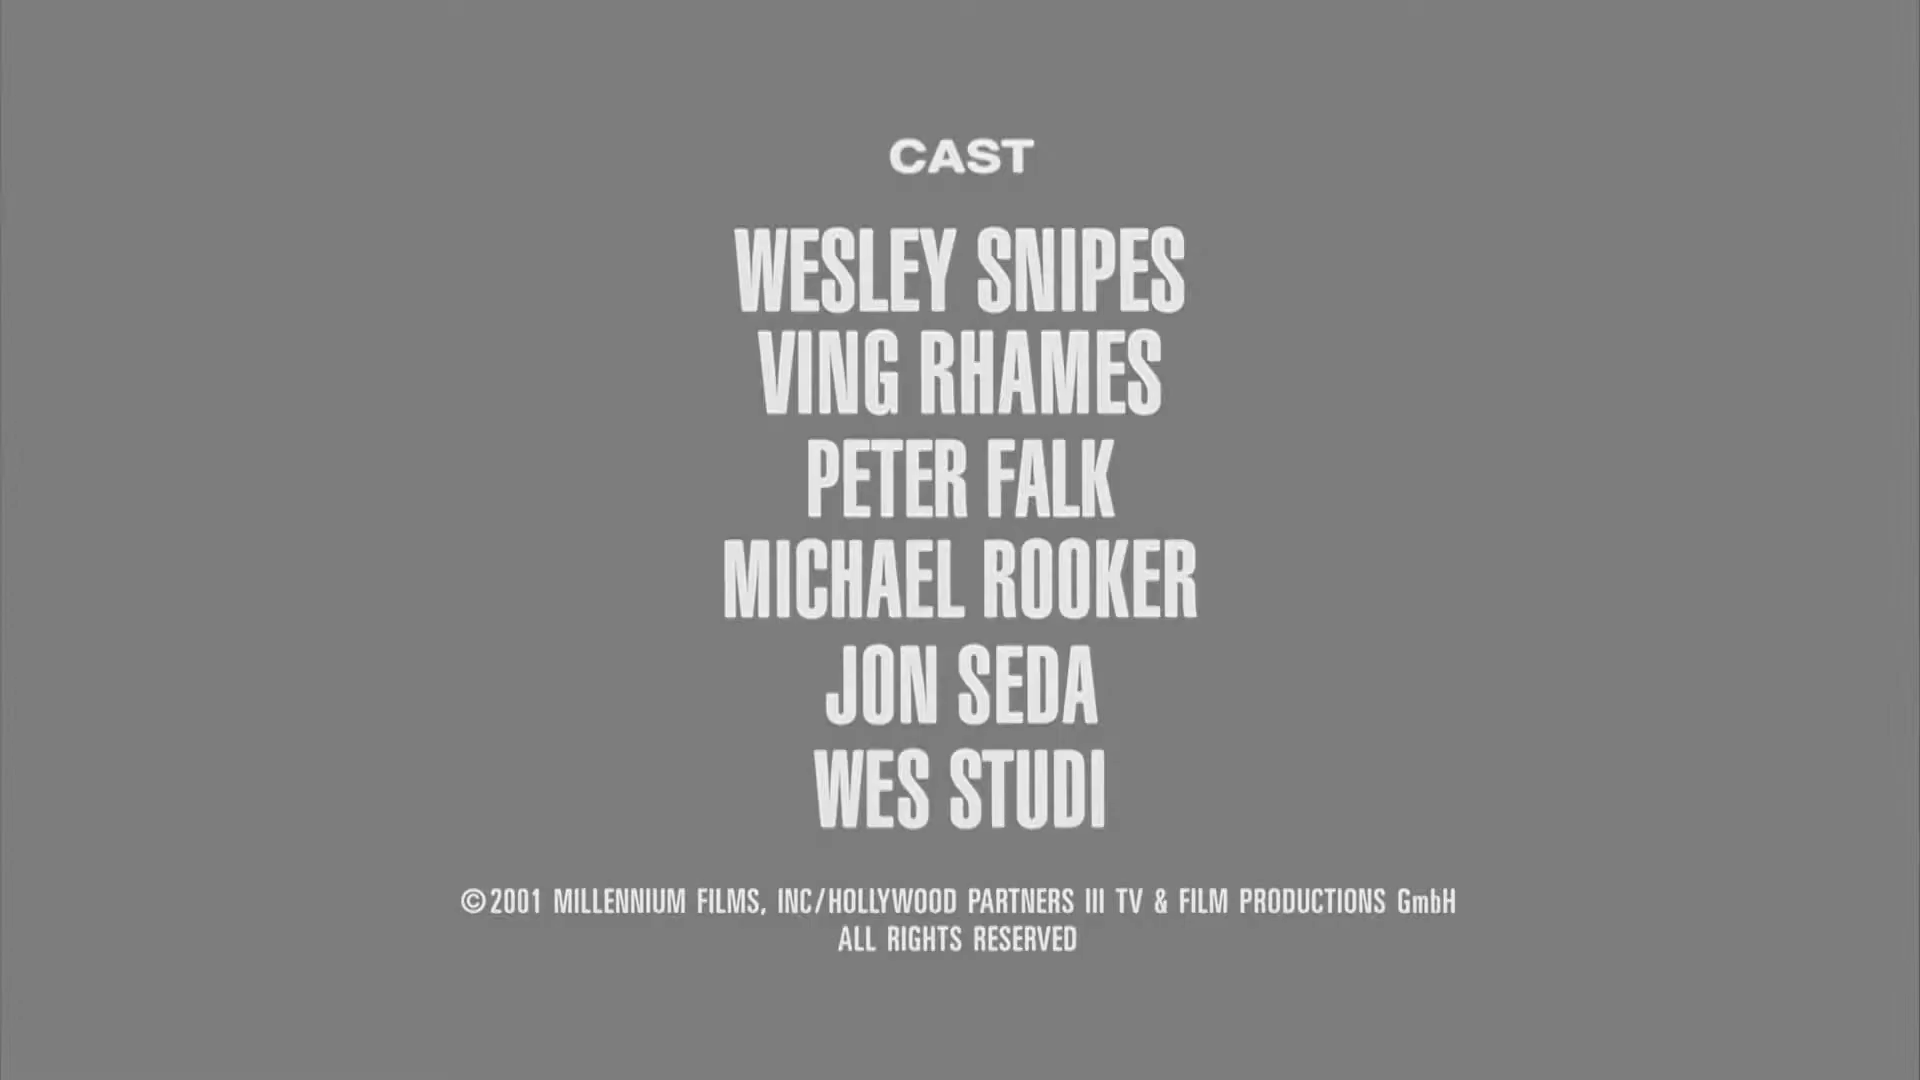 CAST
WESLEY SNIPES
VING RHAMES
PETER FALK
MICHAEL ROOKER
JON SEDA
WES STUDI
©2001 MILLENNIUM FILMS, INC/HOLLYWOOD PARTNERS III TV & FILM PRODUCTIONS GmbH
ALL RIGHTS RESERVED